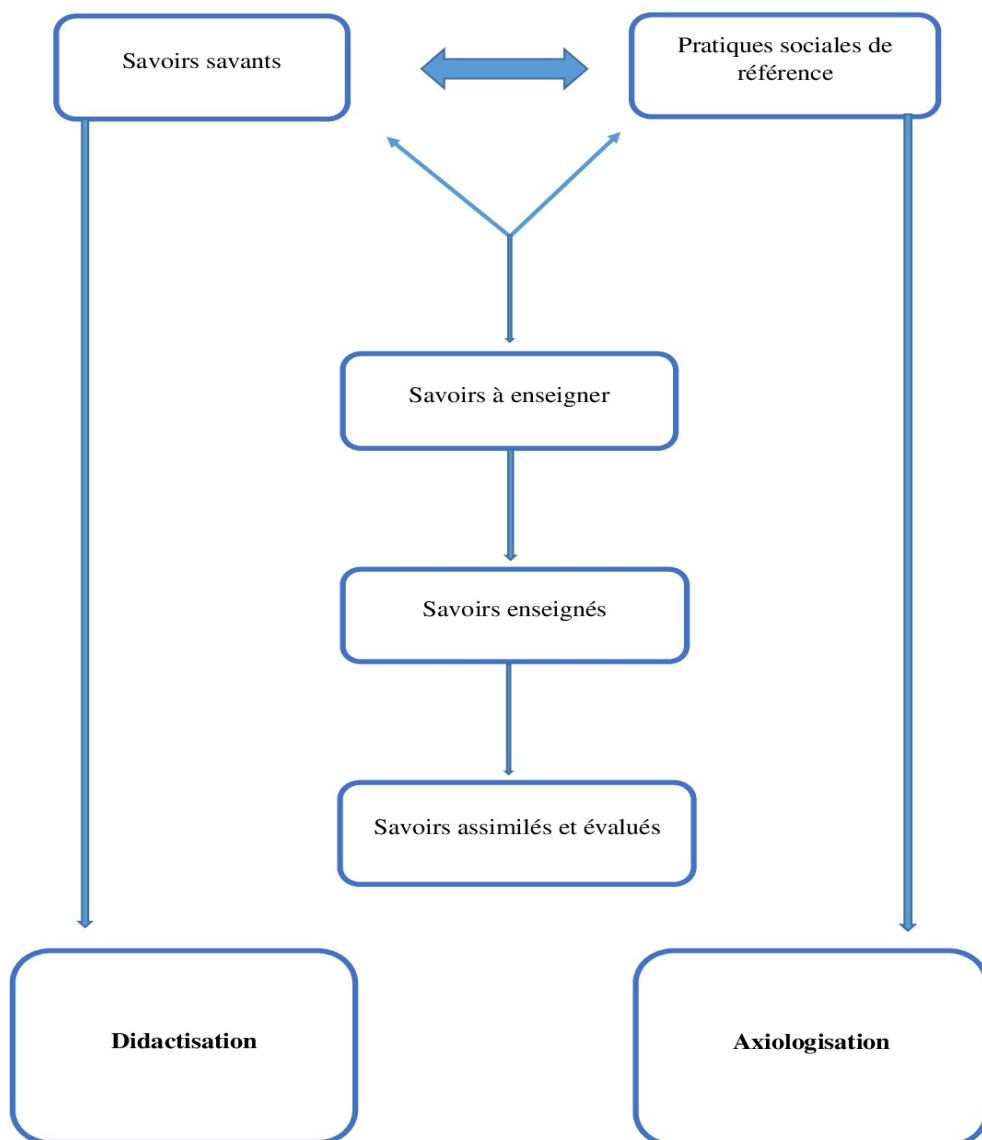 Savoirs savants
Pratiques sociales de
référence
Savoirs à enseigner
Savoirs enseignés
Savoirs assimilés et évalués
Didactisation
Axiologisation